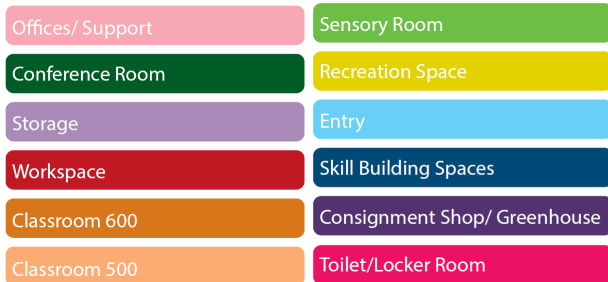 Offices/ Support
Conference Room
Storage
Workspace
Classroom 600
Classroom 500
Sensory Room
Recreation Space
Entry
Skill Building Spaces
Consignment Shop/ Greenhouse
Toilet/Locker Room